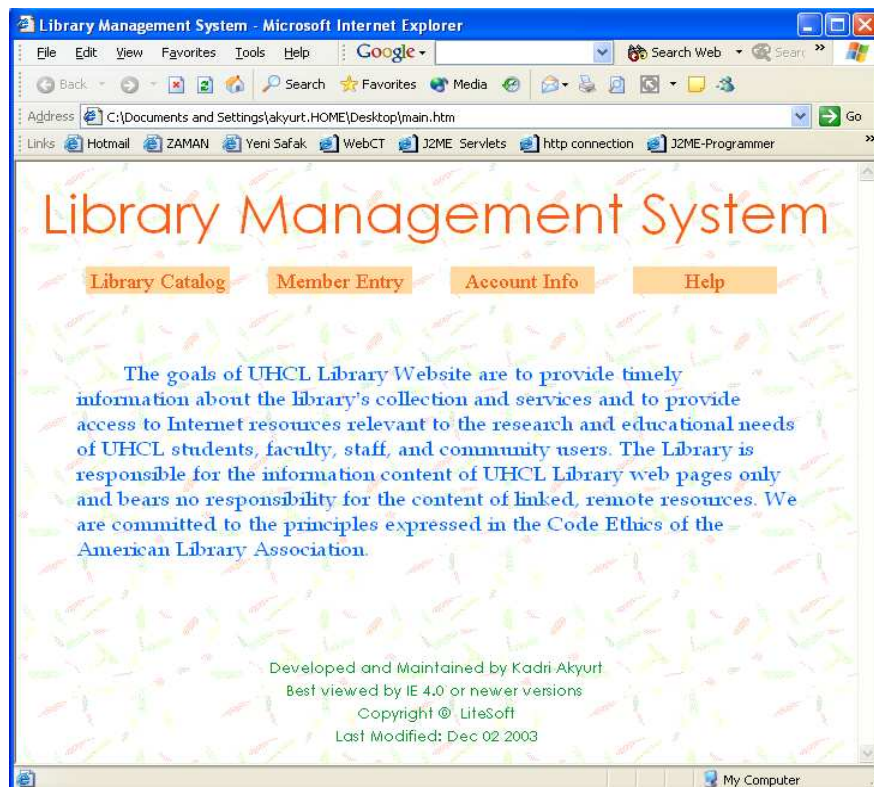 Library Management System - Microsoft Internet Explorer
File Edit View Favorites Tools Help Google Search Web »
Back Search Favorites Media
Address C:\Documents and Settings\akyurt.HOME\Desktop\main.htm Go
Links Hotmail ZAMAN Yeni Safak WebCT J2ME Servlets http connection J2ME-Programmer »
Library Management System
Library Catalog Member Entry Account Info Help
The goals of UHCL Library Website are to provide timely
information about the library's collection and services and to provide
access to Internet resources relevant to the research and educational needs
of UHCL students, faculty, staff, and community users. The Library is
responsible for the information content of UHCL Library web pages only
and bears no responsibility for the content of linked, remote resources. We
are committed to the principles expressed in the Code Ethics of the
American Library Association.
Developed and Maintained by Kadri Akyurt
Best viewed by IE 4.0 or newer versions
Copyright © LiteSoft
Last Modified: Dec 02 2003
My Computer